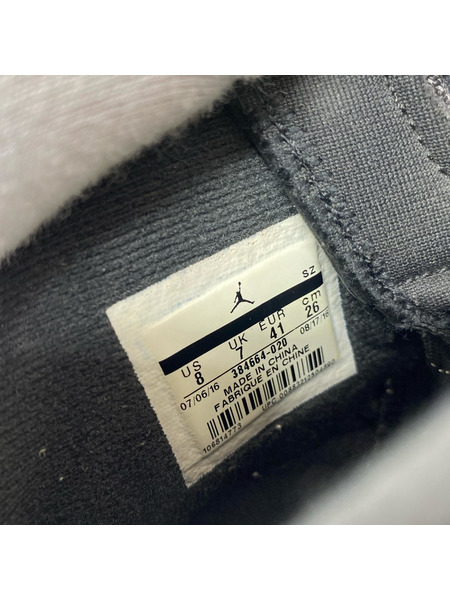 SZ
US UK EUR cm
8 7 41 26
07/06/16 08/17/16
384664-020
MADE IN CHINA
FABRIQUE EN CHINE